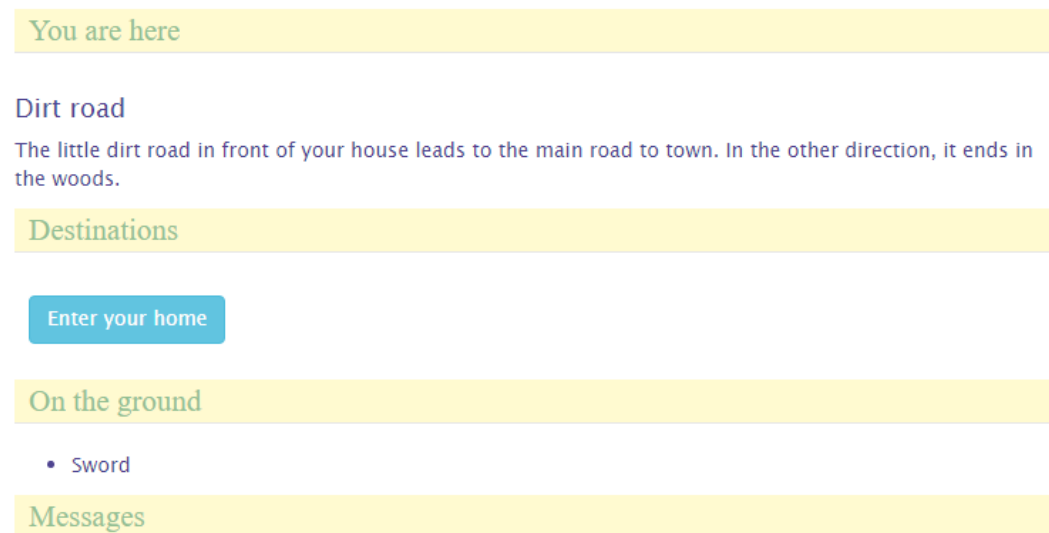 You are here
Dirt road
The little dirt road in front of your house leads to the main road to town. In the other direction, it ends in
the woods.
Destinations
Enter your home
On the ground
• Sword
Messages